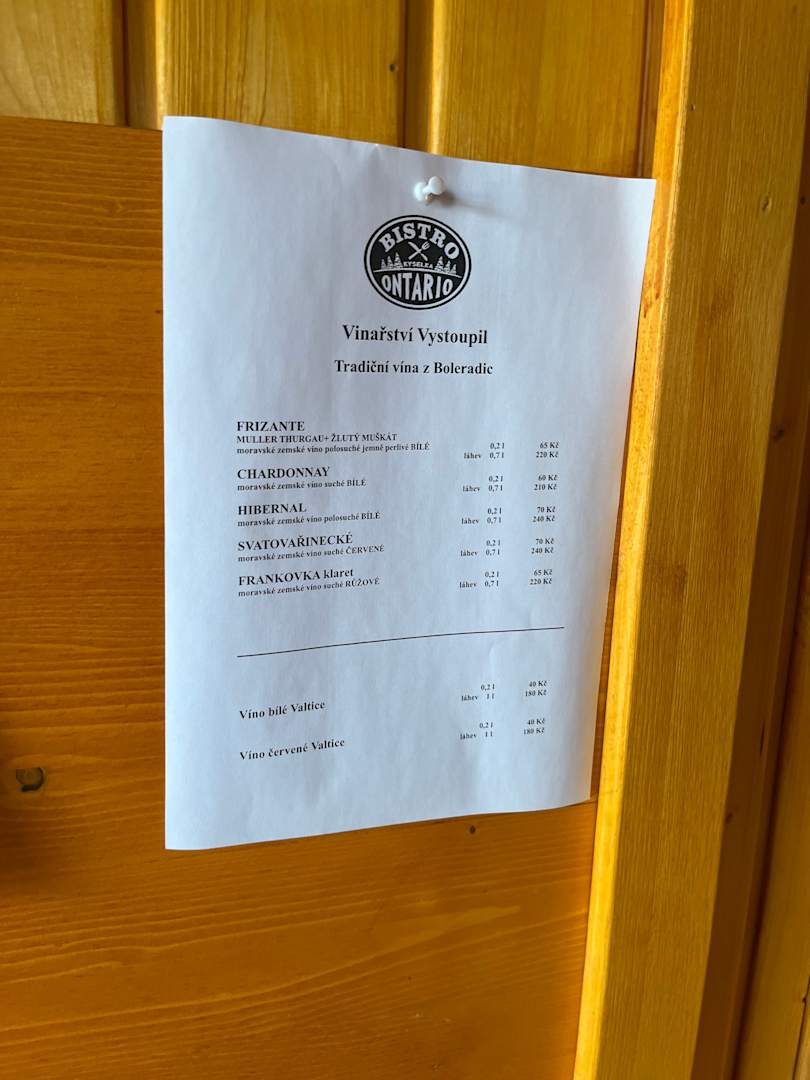 BISTRO
KYSELKA
ONTARIO
Vinařství Vystoupil
Tradiční vína z Boleradic
FRIZANTE
MULLER THURGAU+ ŽLUTÝ MUŠKÁT 0,2 l 65 Kč
moravské zemské víno polosuché jemně perlivé BÍLÉ láhev 0,7 l 220 Kč
CHARDONNAY 0,2 l 60 Kč
moravské zemské víno suché BÍLÉ láhev 0,7 l 210 Kč
HIBERNAL 0,2 l 70 Kč
moravské zemské víno polosuché BÍLÉ láhev 0,7 l 240 Kč
SVATOVAŘINECKÉ 0,2 l 70 Kč
moravské zemské víno suché ČERVENÉ láhev 0,7 l 240 Kč
FRANKOVKA klaret 0,2 l 65 Kč
moravské zemské víno suché RŮŽOVÉ láhev 0,7 l 220 Kč
0,2 l 40 Kč
Víno bílé Valtice láhev 1 l 180 Kč
0,2 l 40 Kč
Víno červené Valtice láhev 1 l 180 Kč